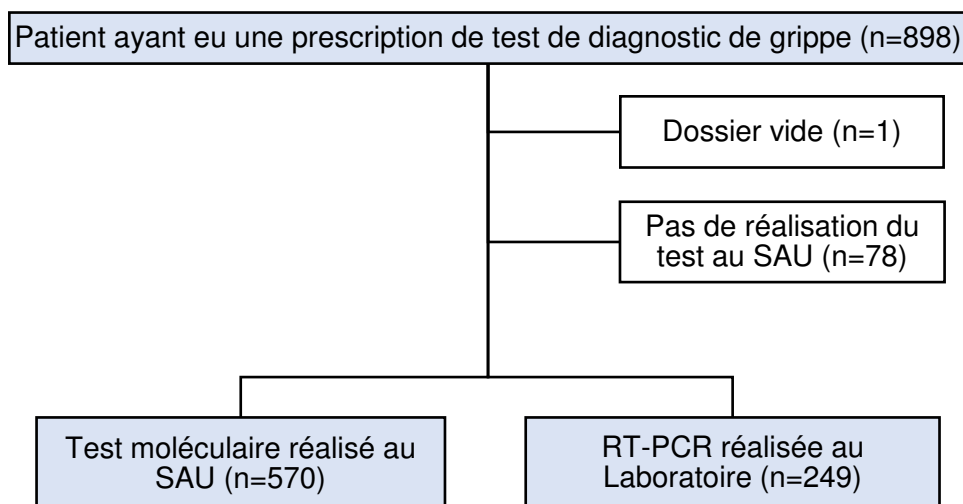 Patient ayant eu une prescription de test de diagnostic de grippe (n=898)
Dossier vide (n=1)
Pas de réalisation du
test au SAU (n=78)
Test moléculaire réalisé au
SAU (n=570)
RT-PCR réalisée au
Laboratoire (n=249)